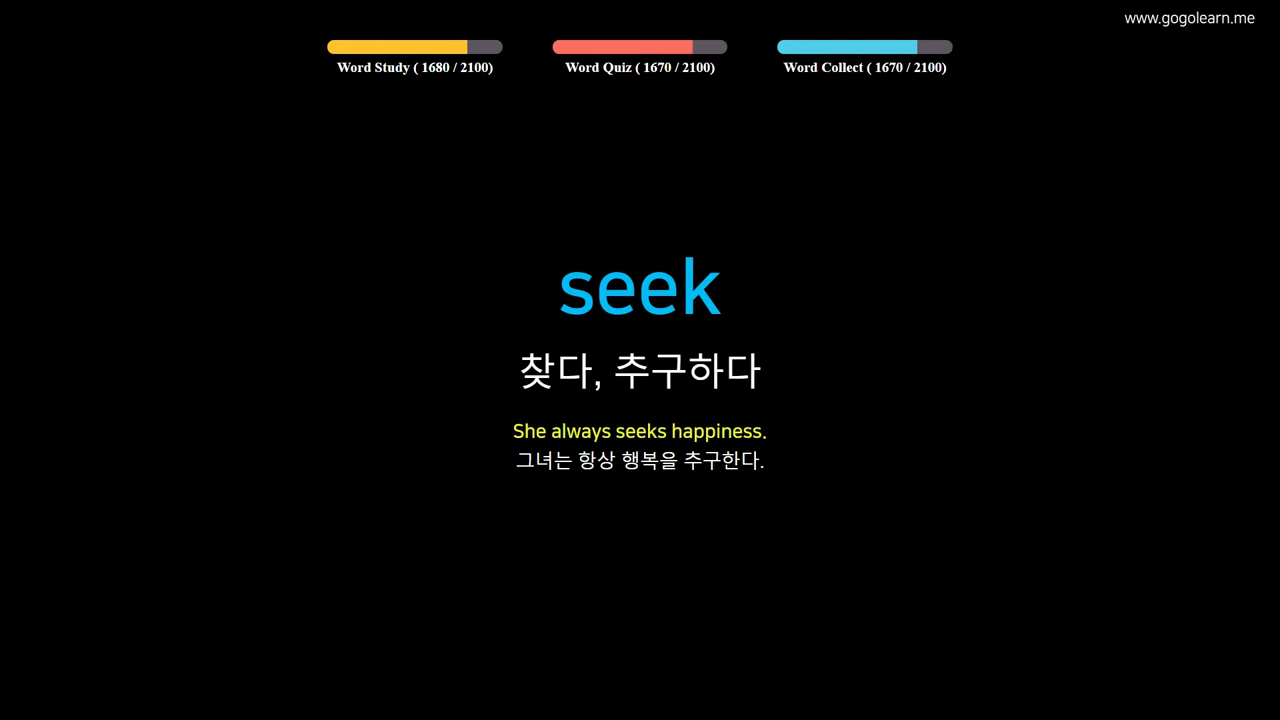 www.gogolearn.me
Word Study ( 1680 / 2100)
Word Quiz ( 1670 / 2100)
Word Collect ( 1670 / 2100)
seek
찾다, 추구하다
She always seeks happiness.
그녀는 항상 행복을 추구한다.